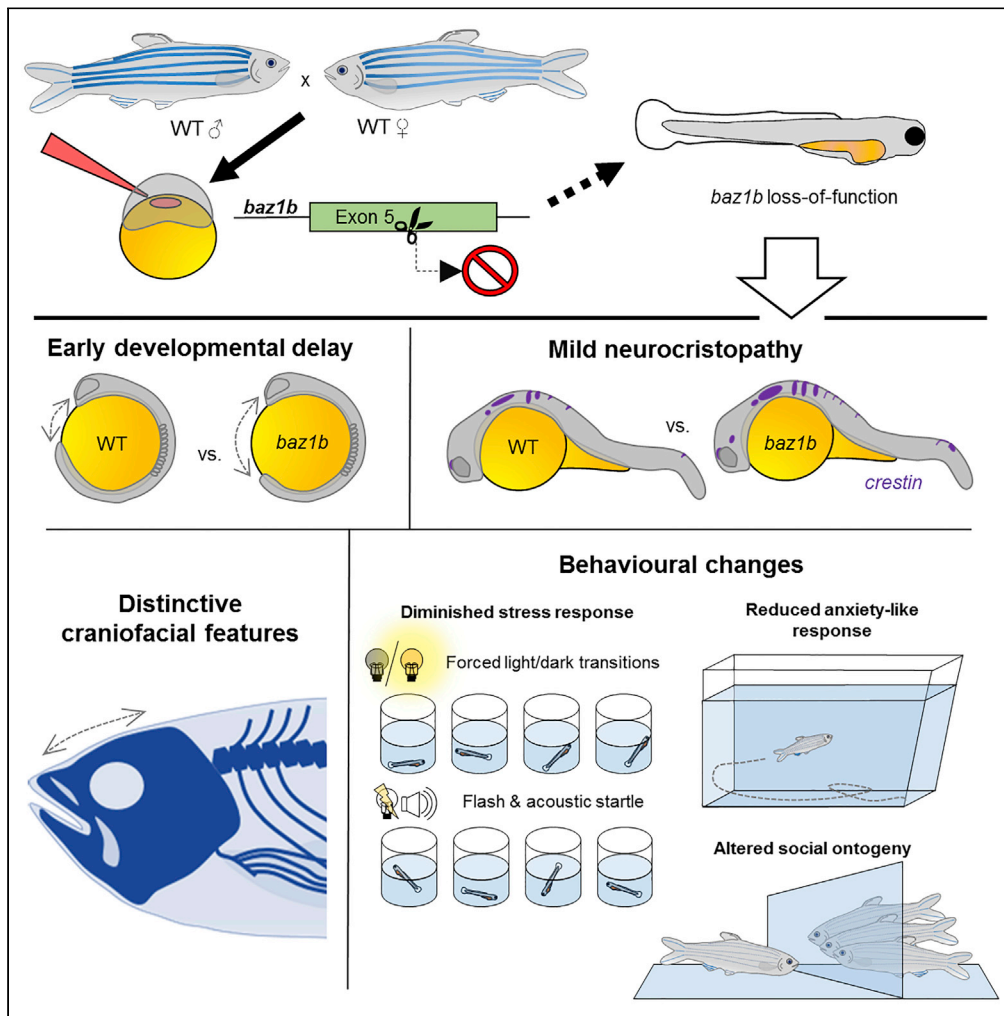 WT ♂
x
WT ♀
baz1b
Exon 5
baz1b loss-of-function
Early developmental delay
WT
vs.
baz1b
Mild neurocristopathy
WT
vs.
baz1b
crestin
Distinctive
craniofacial features
Behavioural changes
Diminished stress response
Forced light/dark transitions
Flash & acoustic startle
Reduced anxiety-like
response
Altered social ontogeny